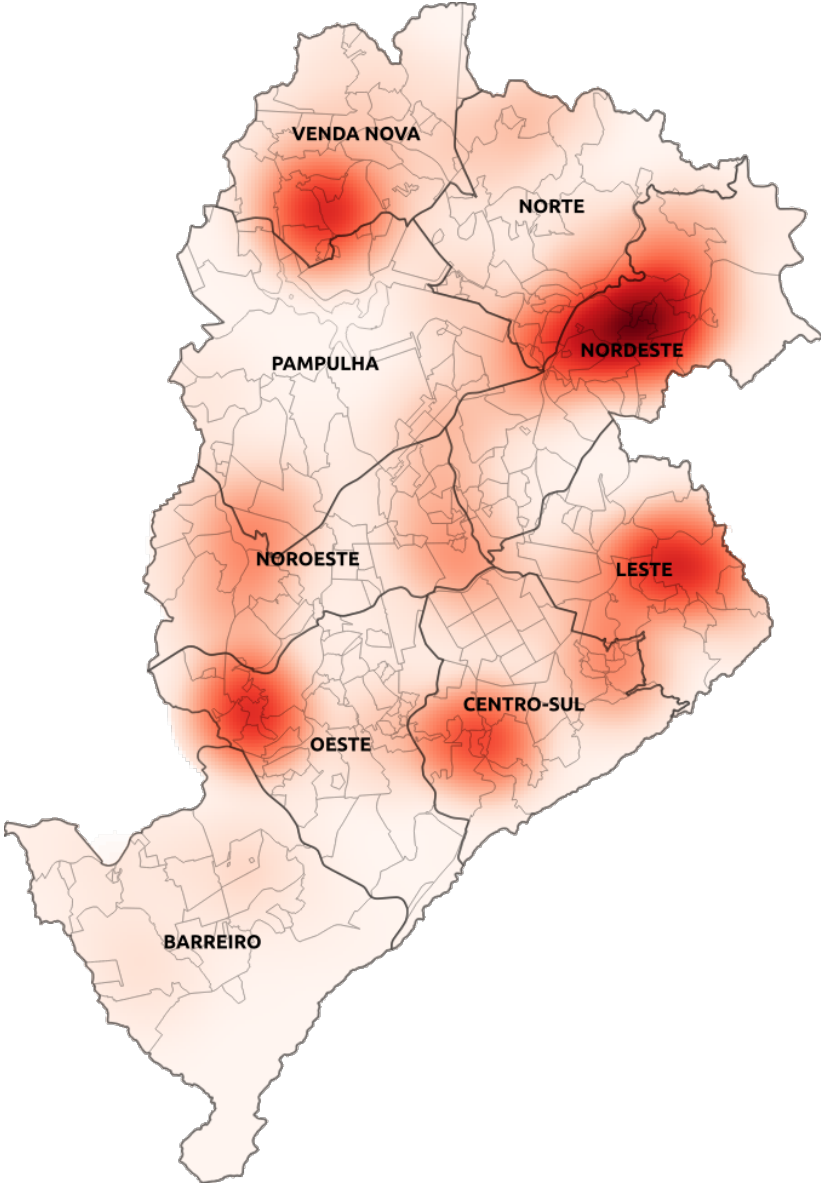 VENDA NOVA
NORTE
NORDESTE
PAMPULHA
NOROESTE
LESTE
CENTRO-SUL
OESTE
BARREIRO